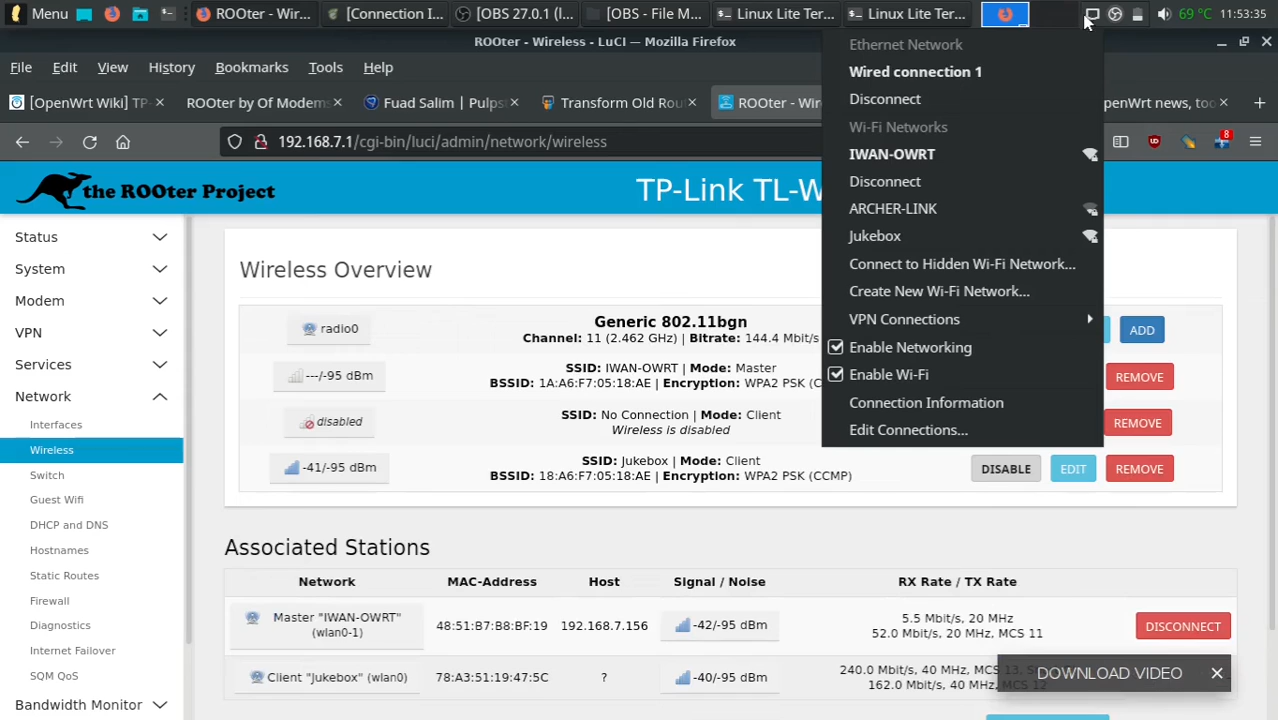 Menu
ROOter - Wir...
[Connection I...
[OBS 27.0.1 (l...
[OBS - File M...
Linux Lite Ter...
Linux Lite Ter...
69 °C
11:53:35
ROOter - Wireless - LuCI — Mozilla Firefox
File Edit View History Bookmarks Tools Help
[OpenWrt Wiki] TP-
ROOter by Of Modems
Fuad Salim | Pulpst
Transform Old Rout
ROOter - Wi
penWrt news, too
192.168.7.1/cgi-bin/luci/admin/network/wireless
8
the ROOter Project
TP-Link TL-W
Status
System
Modem
VPN
Services
Network
Interfaces
Wireless
Switch
Guest Wifi
DHCP and DNS
Hostnames
Static Routes
Firewall
Diagnostics
Insert Failover
SQM QoS
Bandwidth Monitor
Wireless Overview
radio0
Generic 802.11bgn
Channel: 11 (2.462 GHz) | Bitrate: 144.4 Mbit/s
ADD
---/-95 dBm
SSID: IWAN-OWRT | Mode: Master
BSSID: 1A:A6:F7:05:18:AE | Encryption: WPA2 PSK (C
REMOVE
disabled
SSID: No Connection | Mode: Client
Wireless is disabled
REMOVE
-41/-95 dBm
SSID: Jukebox | Mode: Client
BSSID: 18:A6:F7:05:18:AE | Encryption: WPA2 PSK (CCMP)
DISABLE EDIT REMOVE
Ethernet Network
Wired connection 1
Disconnect
Wi-Fi Networks
IWAN-OWRT
Disconnect
ARCHER-LINK
Jukebox
Connect to Hidden Wi-Fi Network...
Create New Wi-Fi Network...
VPN Connections
Enable Networking
Enable Wi-Fi
Connection Information
Edit Connections...
Associated Stations
Network MAC-Address Host Signal / Noise RX Rate / TX Rate
Master "IWAN-OWRT"
(wlan0-1)
48:51:B7:B8:BF:19
192.168.7.156
-42/-95 dBm
5.5 Mbit/s, 20 MHz
52.0 Mbit/s, 20 MHz, MCS 11
DISCONNECT
Client "Jukebox" (wlan0)
78:A3:51:19:47:5C
?
-40/-95 dBm
240.0 Mbit/s, 40 MHz, MCS 13,
162.0 Mbit/s, 40 MHz, MCS 12
DOWNLOAD VIDEO